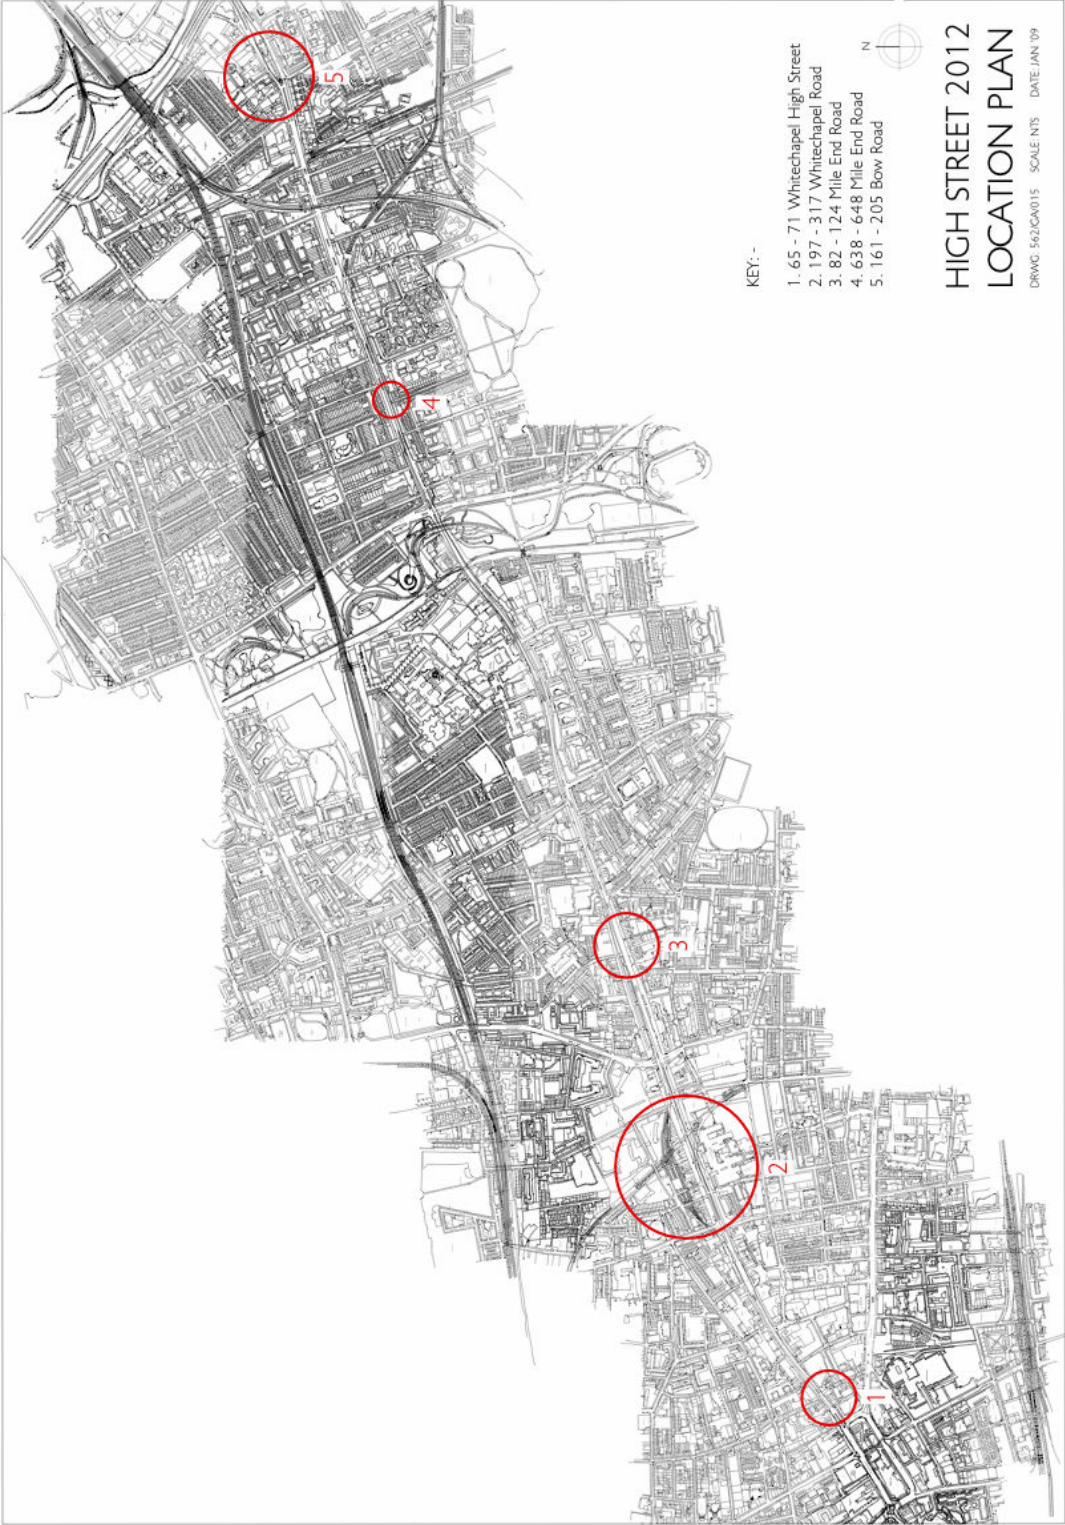 5
4
3
2
1
N
KEY: -
1. 65 - 71 Whitechapel High Street
2. 197 - 317 Whitechapel Road
3. 82 - 124 Mile End Road
4. 638 - 648 Mile End Road
5. 161 - 205 Bow Road
HIGH STREET 2012
LOCATION PLAN
DRWG: 562/GA/015 SCALE: NTS DATE: JAN '09